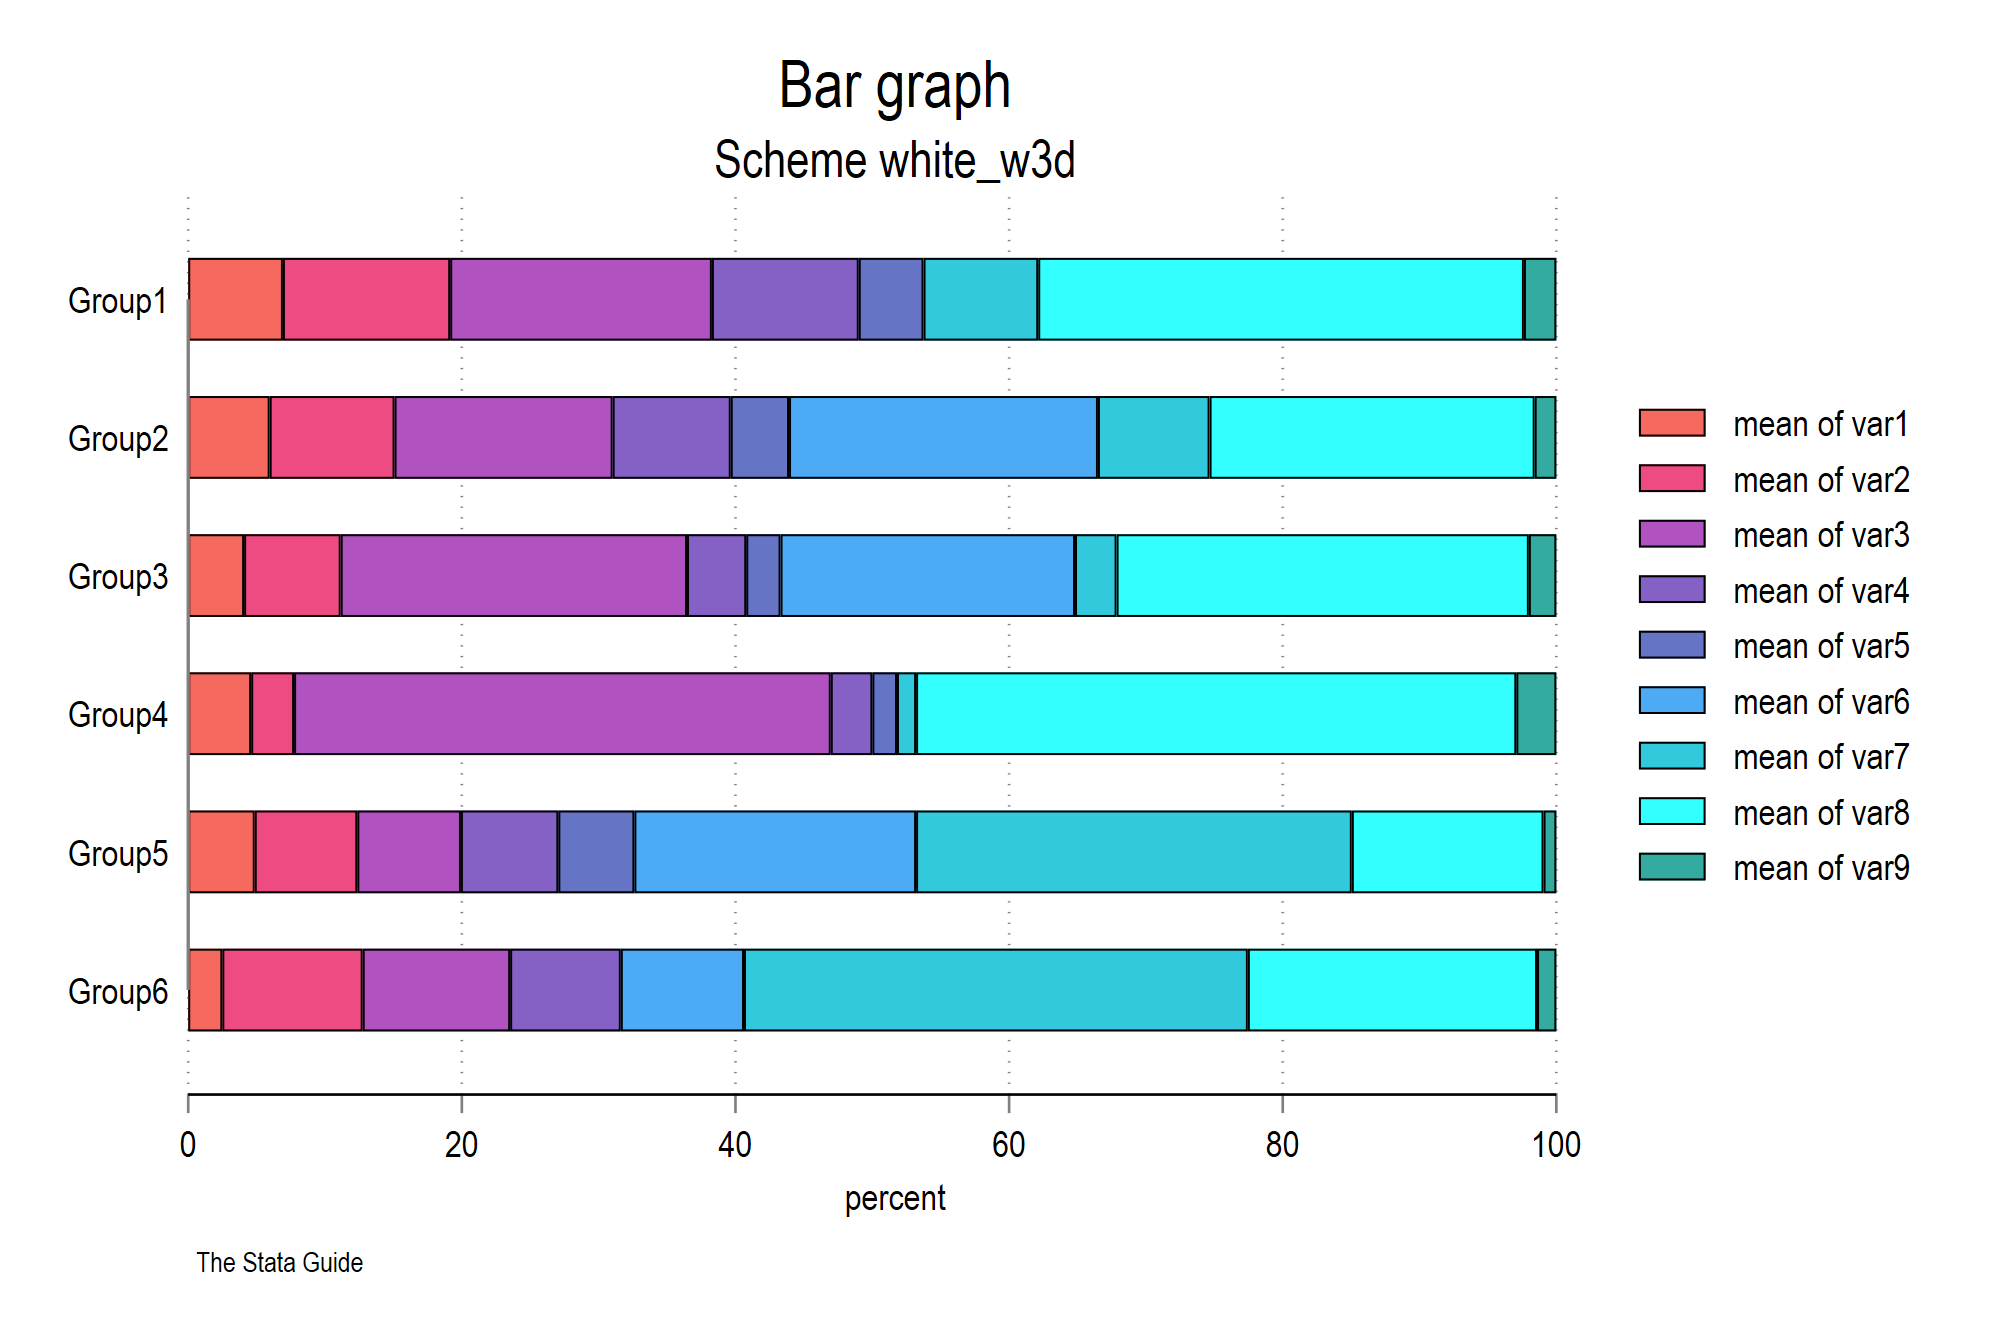 Bar graph
Scheme white_w3d
Group1
Group2
Group3
Group4
Group5
Group6
0 20 40 60 80 100
percent
mean of var1
mean of var2
mean of var3
mean of var4
mean of var5
mean of var6
mean of var7
mean of var8
mean of var9
The Stata Guide